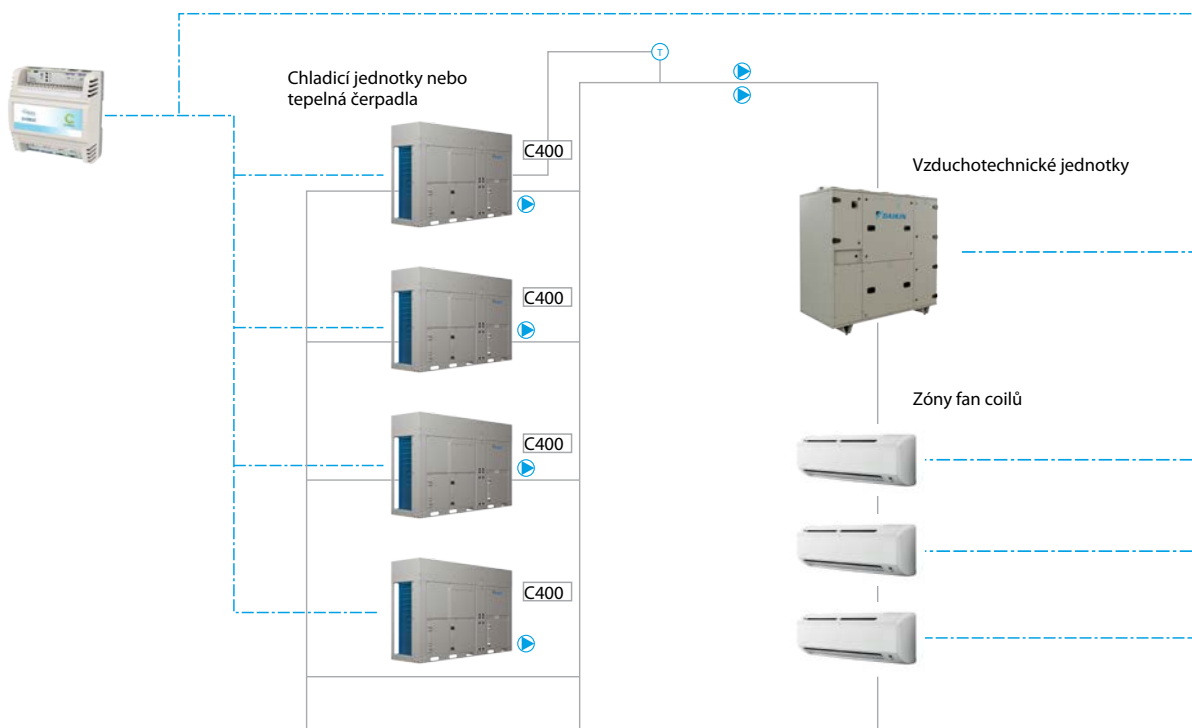 T
Chladicí jednotky nebo
tepelná čerpadla
C400
Vzduchotechnické jednotky
DAIKIN
C400
Zóny fan coilů
C400
C400